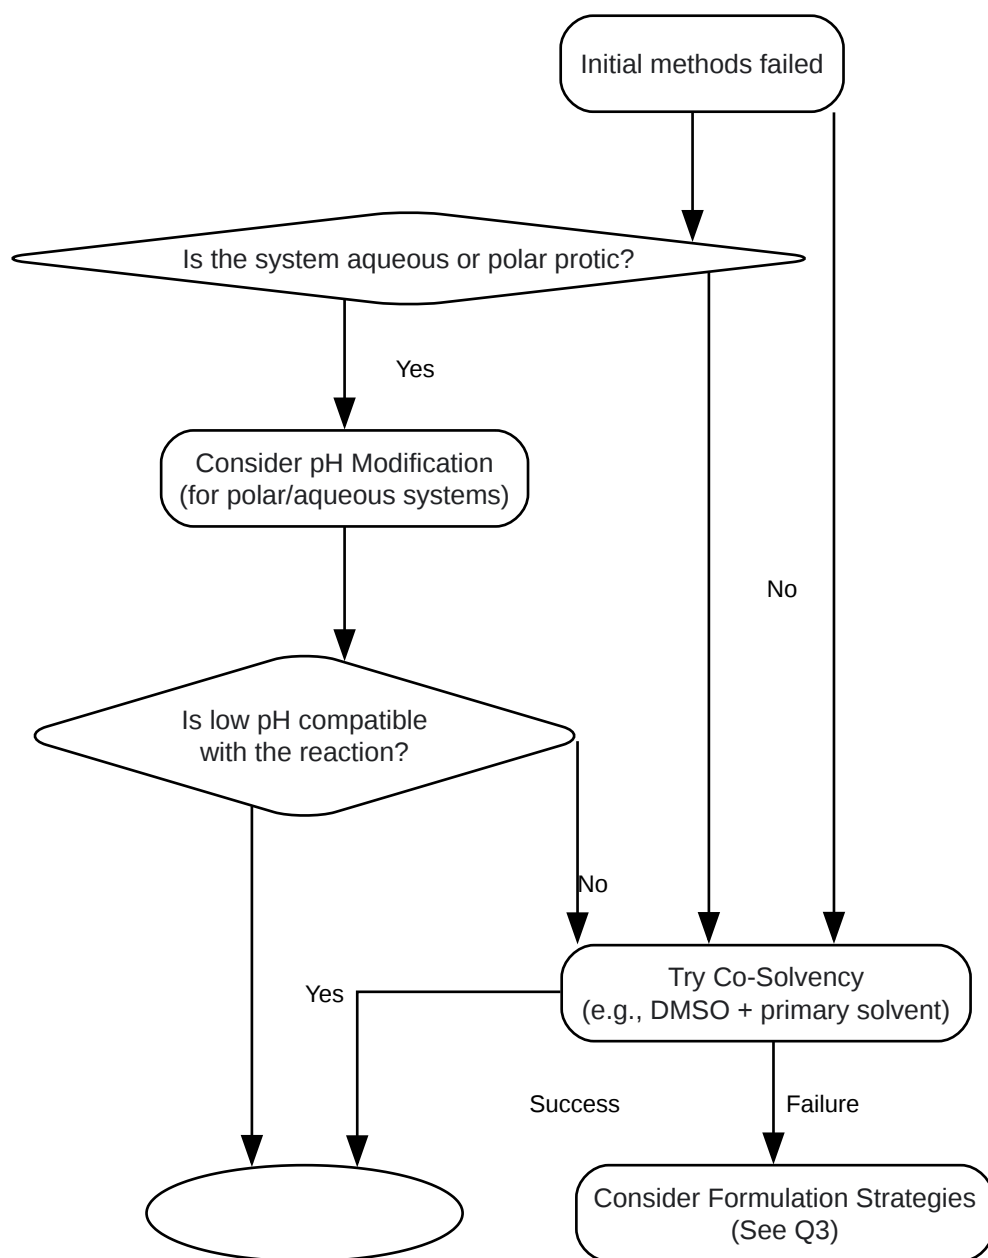 Initial methods failed
Is the system aqueous or polar protic?
Yes
Consider pH Modification
(for polar/aqueous systems)
No
Is low pH compatible
with the reaction?
No
Try Co-Solvency
(e.g., DMSO + primary solvent)
Yes
Success
Failure
Consider Formulation Strategies
(See Q3)